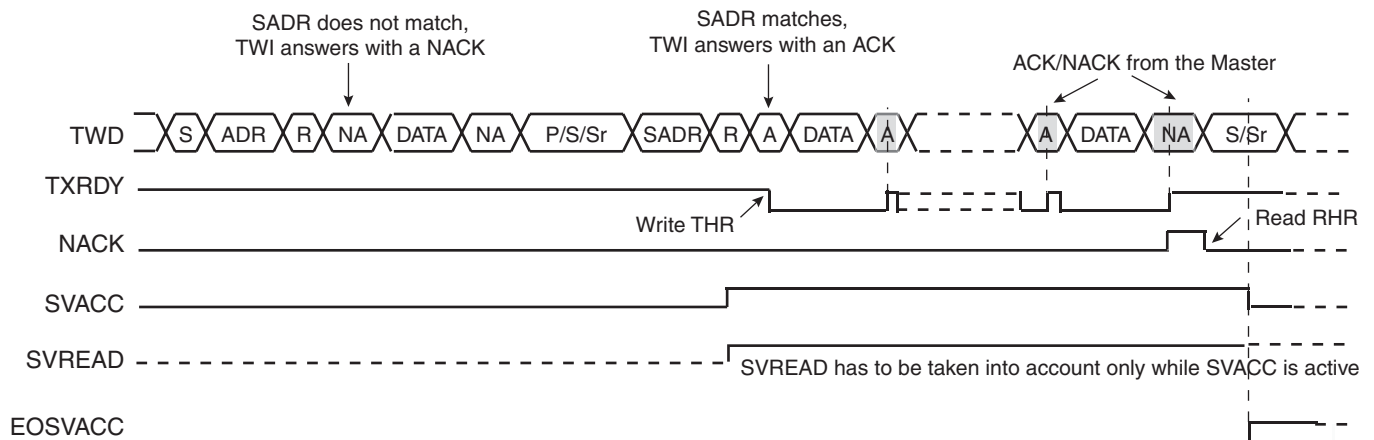 SADR does not match,
TWI answers with a NACK
SADR matches,
TWI answers with an ACK
ACK/NACK from the Master
TWD S ADR R NA DATA NA P/S/Sr SADR R A DATA A A DATA NA S/Sr
TXRDY
Write THR
Read RHR
NACK
SVACC
SVREAD
SVREAD has to be taken into account only while SVACC is active
EOSVACC